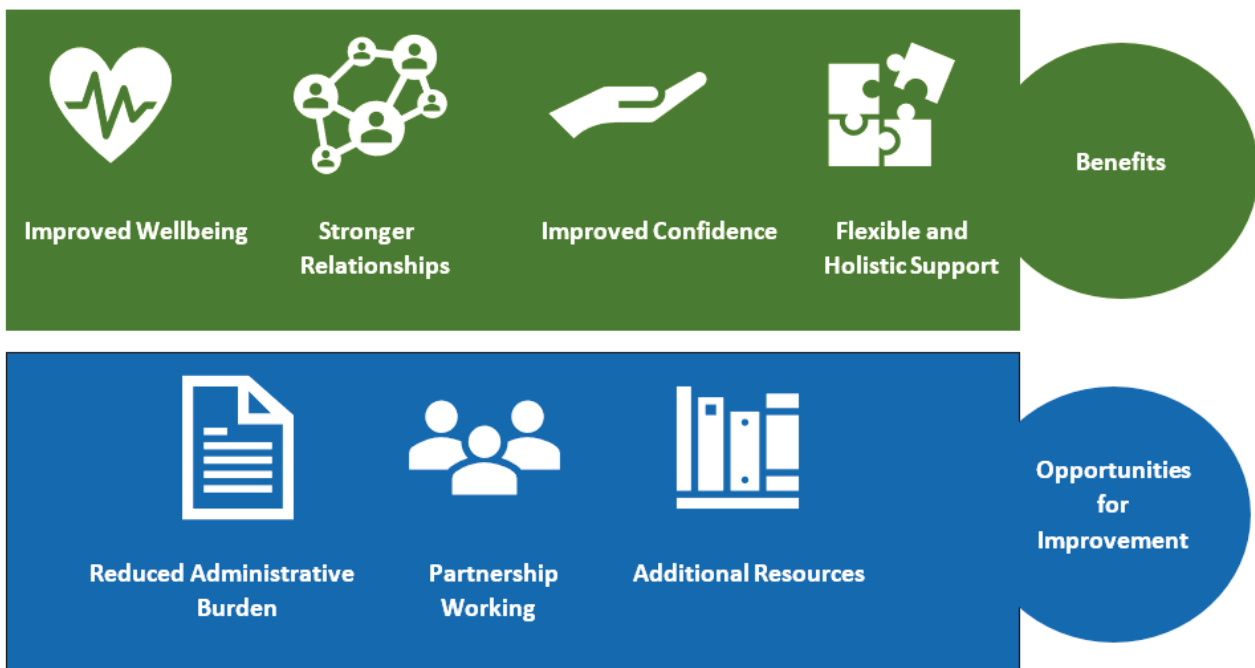 Improved Wellbeing
Stronger
Relationships
Improved Confidence
Flexible and
Holistic Support
Benefits
Reduced Administrative
Burden
Partnership
Working
Additional Resources
Opportunities
for
Improvement